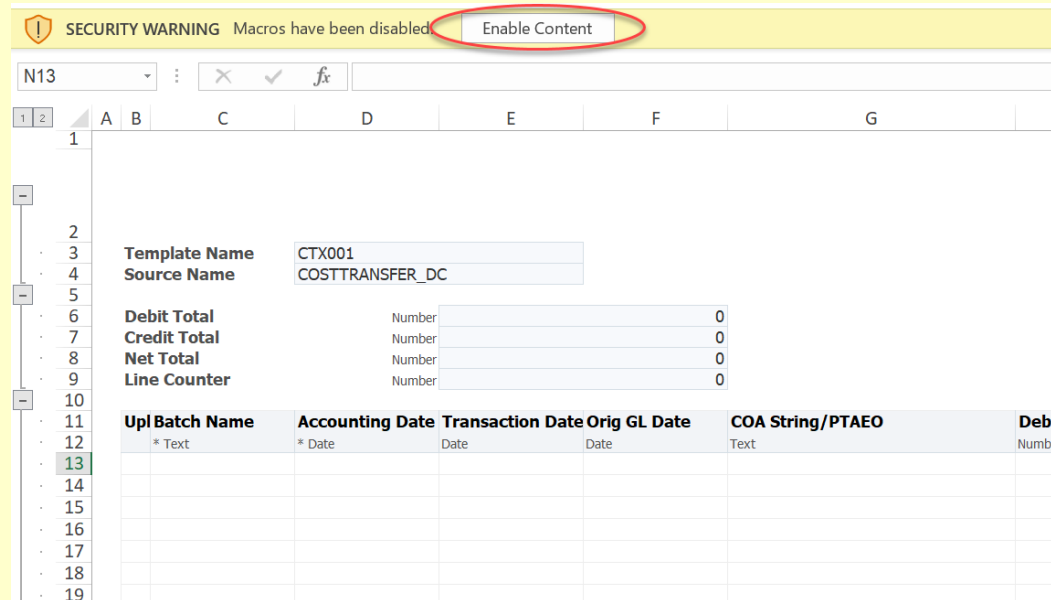 SECURITY WARNING Macros have been disabled. Enable Content
N13 fx
1 2 A B C D E F G
1
2
3 Template Name CTX001
4 Source Name COSTTRANSFER_DC
5
6 Debit Total Number 0
7 Credit Total Number 0
8 Net Total Number 0
9 Line Counter Number 0
10
11 Upl Batch Name Accounting Date Transaction Date Orig GL Date COA String/PTAEO Deb
12 * Text * Date Date Date Text Numb
13
14
15
16
17
18
19